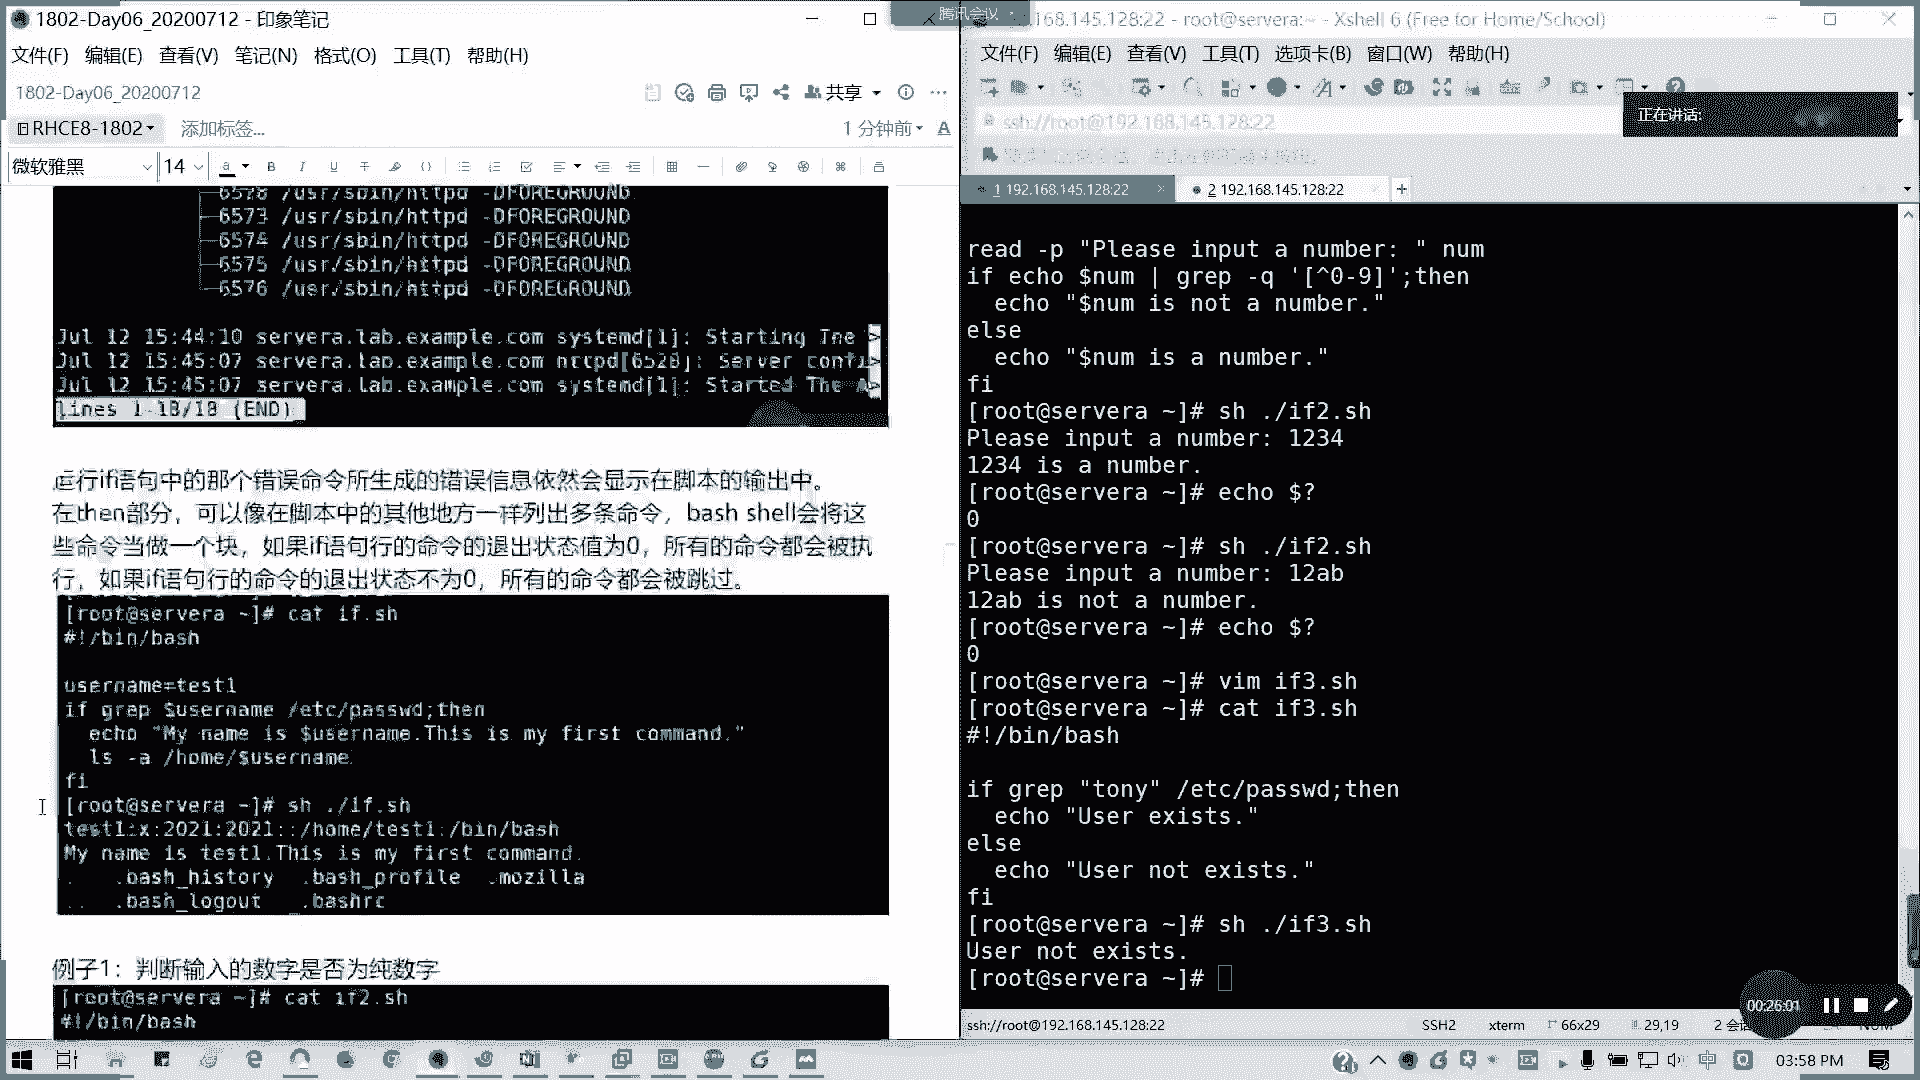 1802-Day06_20200712 - 印象笔记
文件(F) 编辑(E) 查看(V) 笔记(N) 格式(O) 工具(T) 帮助(H)
1802-Day06_20200712
共享
RHCE8-1802
添加标签...
1 分钟前
微软雅黑 14
6573 /usr/sbin/httpd -DFOREGROUND
6574 /usr/sbin/httpd -DFOREGROUND
6575 /usr/sbin/httpd -DFOREGROUND
6576 /usr/sbin/httpd -DFOREGROUND
Jul 12 15:44:10 servera.lab.example.com systemd[1]: Starting The
Jul 12 15:45:07 servera.lab.example.com httpd[6528]: Server confi>
Jul 12 15:45:07 servera.lab.example.com systemd[1]: Started The A>
lines 1-18/18 (END)
运行if语句中的那个错误命令所生成的错误信息依然会显示在脚本的输出中。
在then部分，可以像在脚本中的其他地方一样列出多条命令，bash shell会将这
些命令当做一个块，如果if语句行的命令的退出状态值为0，所有的命令都会被执
行，如果if语句行的命令的退出状态不为0，所有的命令都会被跳过。
[root@servera ~]# cat if.sh
#!/bin/bash
username=test1
if grep $username /etc/passwd;then
echo "My name is $username.This is my first command."
ls -a /home/$username
fi
[root@servera ~]# sh ./if.sh
test1:x:2021:2021::/home/test1:/bin/bash
My name is test1.This is my first command.
. .bash_history .bash_profile .mozilla
.. .bash_logout .bashrc
例子1：判断输入的数字是否为纯数字
[root@servera ~]# cat if2.sh
#!/bin/bash
腾讯会议
168.145.128:22 - root@servera:~ - Xshell 6 (Free for Home/School)
文件(F) 编辑(E) 查看(V) 工具(T) 选项卡(B) 窗口(W) 帮助(H)
正在讲话:
ssh://root@192.168.145.128:22
1 192.168.145.128:22
2 192.168.145.128:22
read -p "Please input a number: " num
if echo $num | grep -q '[^0-9]';then
echo "$num is not a number."
else
echo "$num is a number."
fi
[root@servera ~]# sh ./if2.sh
Please input a number: 1234
1234 is a number.
[root@servera ~]# echo $?
0
[root@servera ~]# sh ./if2.sh
Please input a number: 12ab
12ab is not a number.
[root@servera ~]# echo $?
0
[root@servera ~]# vim if3.sh
[root@servera ~]# cat if3.sh
#!/bin/bash
if grep "tony" /etc/passwd;then
echo "User exists."
else
echo "User not exists."
fi
[root@servera ~]# sh ./if3.sh
User not exists.
[root@servera ~]#
00:26:01
ssh://root@192.168.145.128:22 SSH2 xterm 66x29 29,19 2 会
03:58 PM